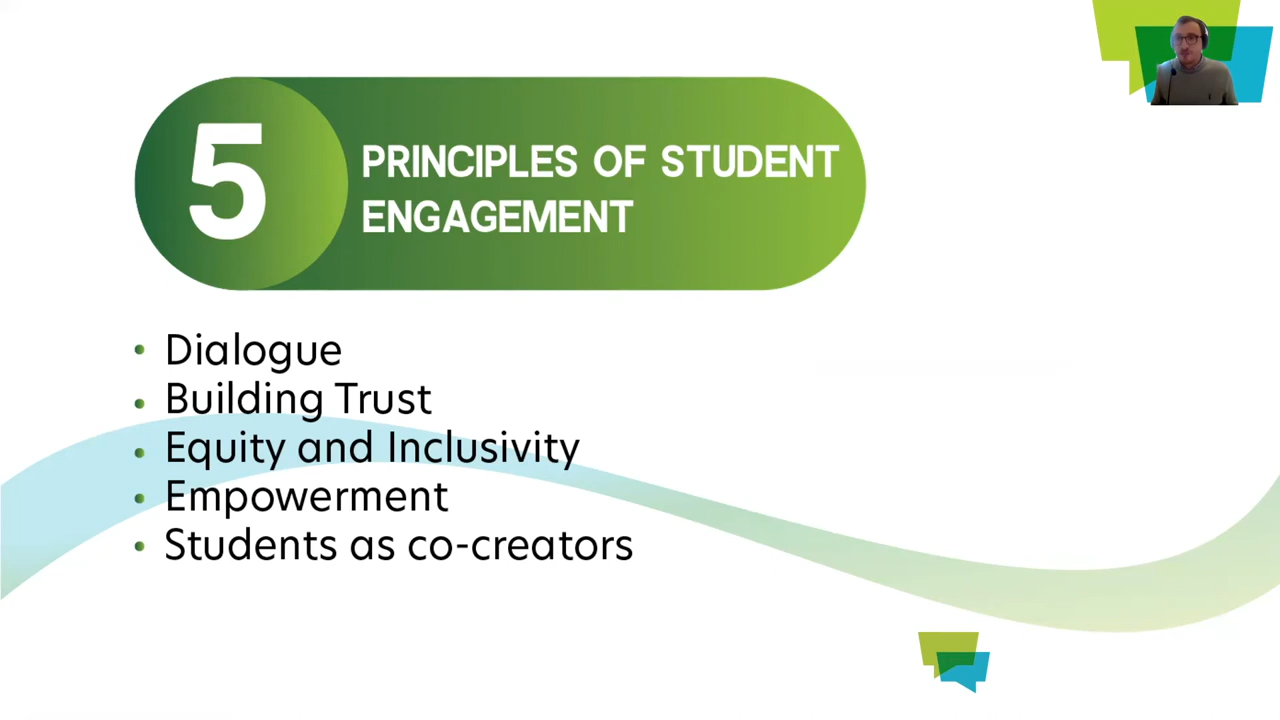 5
PRINCIPLES OF STUDENT
ENGAGEMENT
• Dialogue
• Building Trust
• Equity and Inclusivity
• Empowerment
• Students as co-creators